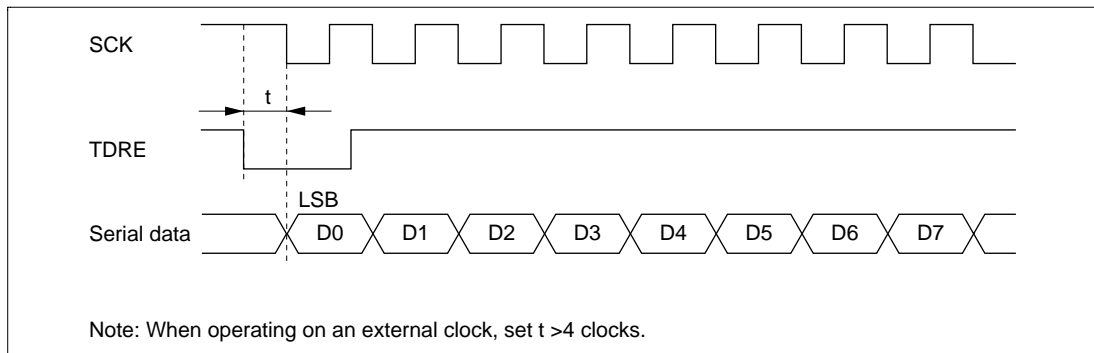 SCK
t
TDRE
LSB
Serial data D0 D1 D2 D3 D4 D5 D6 D7
Note: When operating on an external clock, set t >4 clocks.